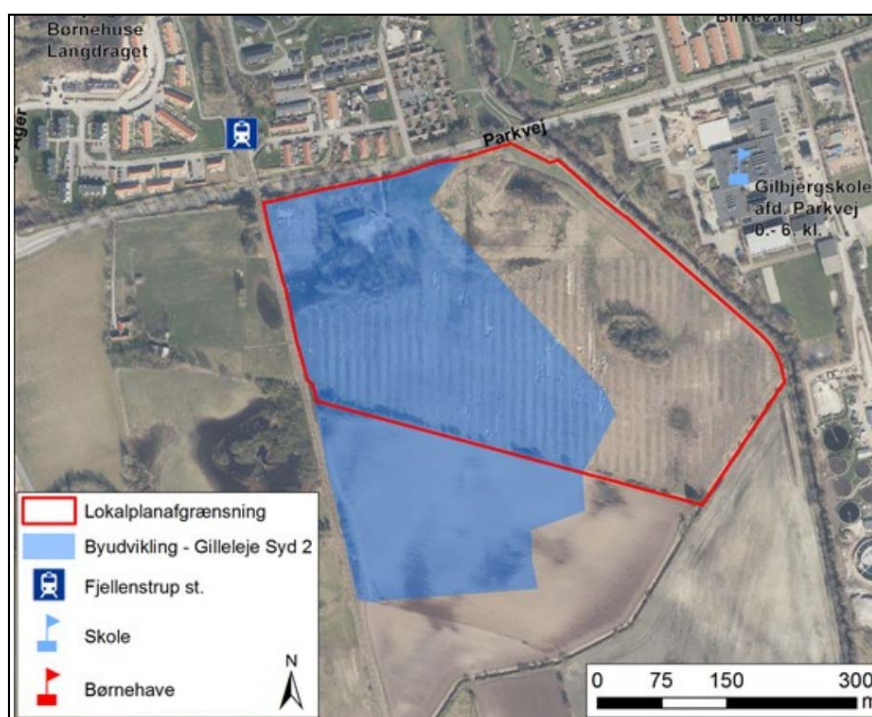 Børnehuse
Langdraget
Birkevang
Ager
Parkvej
Gilbjergskole
afd. Parkvej
0.- 6. kl.
Lokalplanafgrænsning
Byudvikling - Gilleleje Syd 2
Fjellenstrup st.
Skole
Børnehave
N
0 75 150 300
m